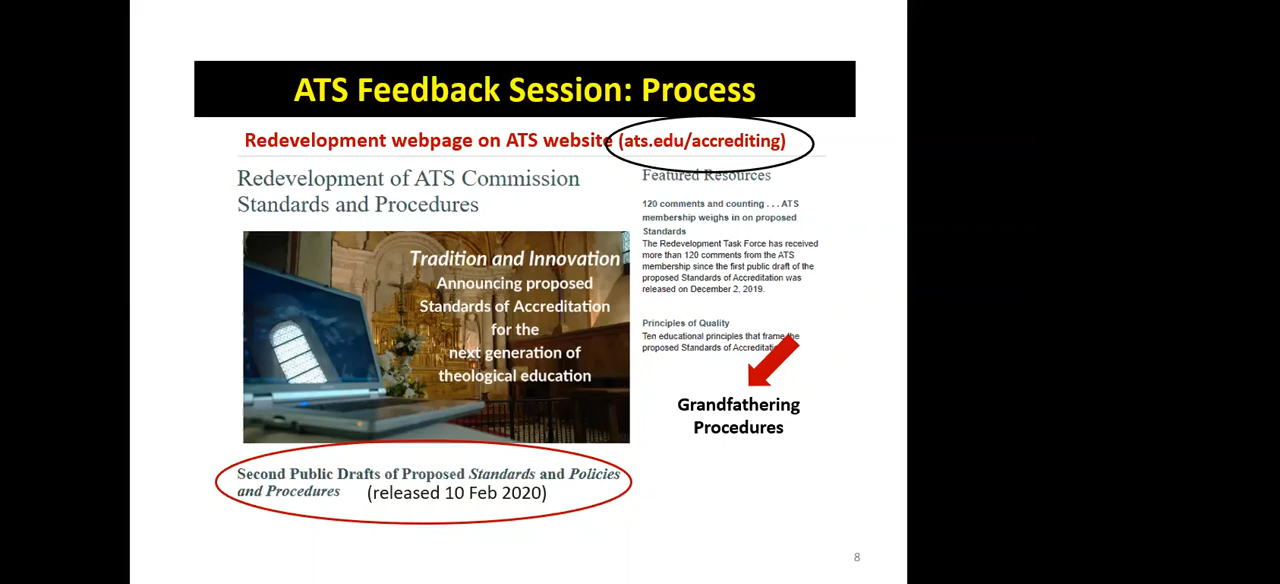 ATS Feedback Session: Process
Redevelopment webpage on ATS website (ats.edu/accrediting)
Redevelopment of ATS Commission
Standards and Procedures
Tradition and Innovation
Announcing proposed
Standards of Accreditation
for the
next generation of
theological education
Second Public Drafts of Proposed Standards and Policies
and Procedures (released 10 Feb 2020)
Featured Resources
120 comments and counting . . . ATS
membership weighs in on proposed
Standards
The Redevelopment Task Force has received
more than 120 comments from the ATS
membership since the first public draft of the
proposed Standards of Accreditation was
released on December 2, 2019.
Principles of Quality
Ten educational principles that frame the
proposed Standards of Accreditatio
Grandfathering
Procedures
8